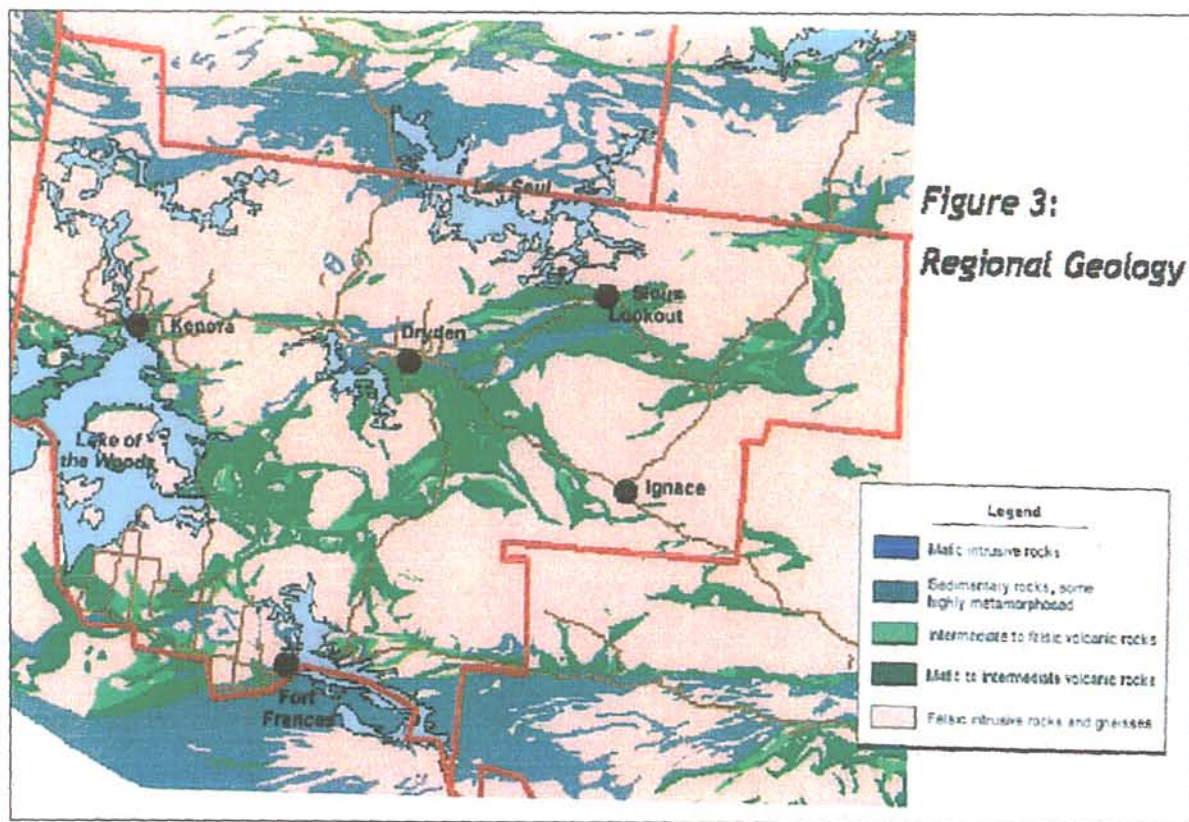 Figure 3:
Regional Geology
Lac Seul
Sioux
Lookout
Kenora
Dryden
Lake of
the Woods
Ignace
Fort
Frances
Legend
Mafic intrusive rocks
Sedimentary rocks, some
highly metamorphosed
Intermediate to felsic volcanic rocks
Mafic to intermediate volcanic rocks
Felsic intrusive rocks and gneisses